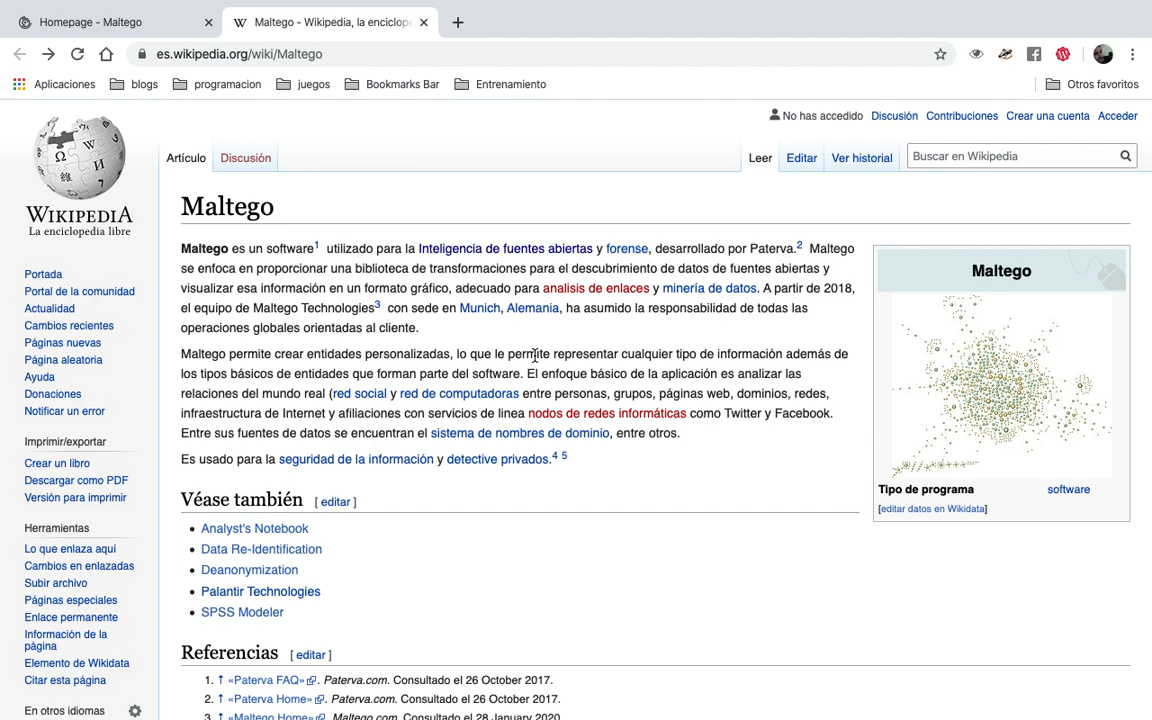 Homepage - Maltego
Maltego - Wikipedia, la enciclop
es.wikipedia.org/wiki/Maltego
Aplicaciones blogs programacion juegos Bookmarks Bar Entrenamiento Otros favoritos
No has accedido Discusión Contribuciones Crear una cuenta Acceder
Artículo Discusión Leer Editar Ver historial Buscar en Wikipedia
WIKIPEDIA
La enciclopedia libre
Portada
Portal de la comunidad
Actualidad
Cambios recientes
Páginas nuevas
Página aleatoria
Ayuda
Donaciones
Notificar un error
Imprimir/exportar
Crear un libro
Descargar como PDF
Versión para imprimir
Herramientas
Lo que enlaza aquí
Cambios en enlazadas
Subir archivo
Páginas especiales
Enlace permanente
Información de la
página
Elemento de Wikidata
Citar esta página
En otros idiomas
Maltego
Maltego es un software1 utilizado para la Inteligencia de fuentes abiertas y forense, desarrollado por Paterva.2 Maltego
se enfoca en proporcionar una biblioteca de transformaciones para el descubrimiento de datos de fuentes abiertas y
visualizar esa información en un formato gráfico, adecuado para analisis de enlaces y minería de datos. A partir de 2018,
el equipo de Maltego Technologies3 con sede en Munich, Alemania, ha asumido la responsabilidad de todas las
operaciones globales orientadas al cliente.
Maltego permite crear entidades personalizadas, lo que le permite representar cualquier tipo de información además de
los tipos básicos de entidades que forman parte del software. El enfoque básico de la aplicación es analizar las
relaciones del mundo real (red social y red de computadoras entre personas, grupos, páginas web, dominios, redes,
infraestructura de Internet y afiliaciones con servicios de linea nodos de redes informáticas como Twitter y Facebook.
Entre sus fuentes de datos se encuentran el sistema de nombres de dominio, entre otros.
Es usado para la seguridad de la información y detective privados.4 5
Maltego
Tipo de programa software
[editar datos en Wikidata]
Véase también [ editar ]
Analyst's Notebook
Data Re-Identification
Deanonymization
Palantir Technologies
SPSS Modeler
Referencias [ editar ]
1. ↑ «Paterva FAQ» . Paterva.com. Consultado el 26 October 2017.
2. ↑ «Paterva Home» . Paterva.com. Consultado el 26 October 2017.
3. ↑ «Maltego Home» . Maltego.com. Consultado el 28 January 2020.